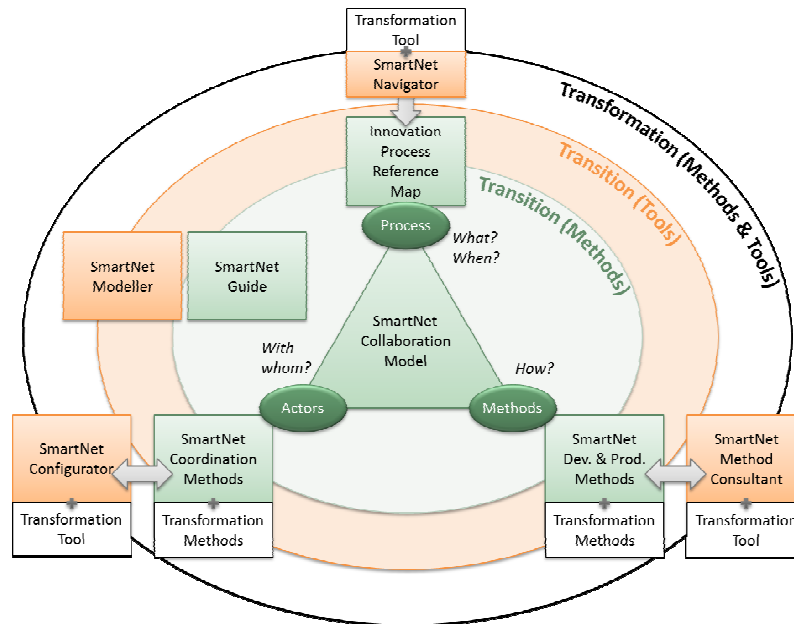 Transformation
Tool
SmartNet
Navigator
Transformation (Methods & Tools)
Transition (Tools)
Transition (Methods)
Innovation
Process
Reference
Map
Process
What?
When?
SmartNet
Modeller
SmartNet
Guide
SmartNet
Collaboration
Model
With
whom?
How?
Actors
Methods
SmartNet
Configurator
SmartNet
Coordination
Methods
SmartNet
Dev. & Prod.
Methods
SmartNet
Method
Consultant
Transformation
Tool
Transformation
Methods
Transformation
Methods
Transformation
Tool